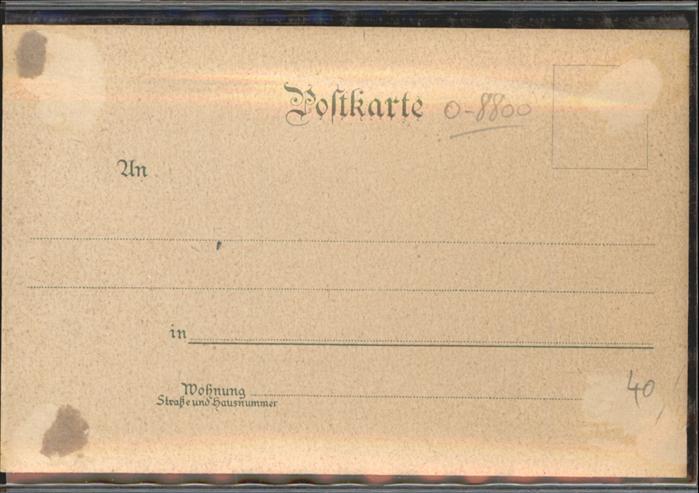 Postkarte 0-8800
An
in
Wohnung 40,
Straße und Hausnummer